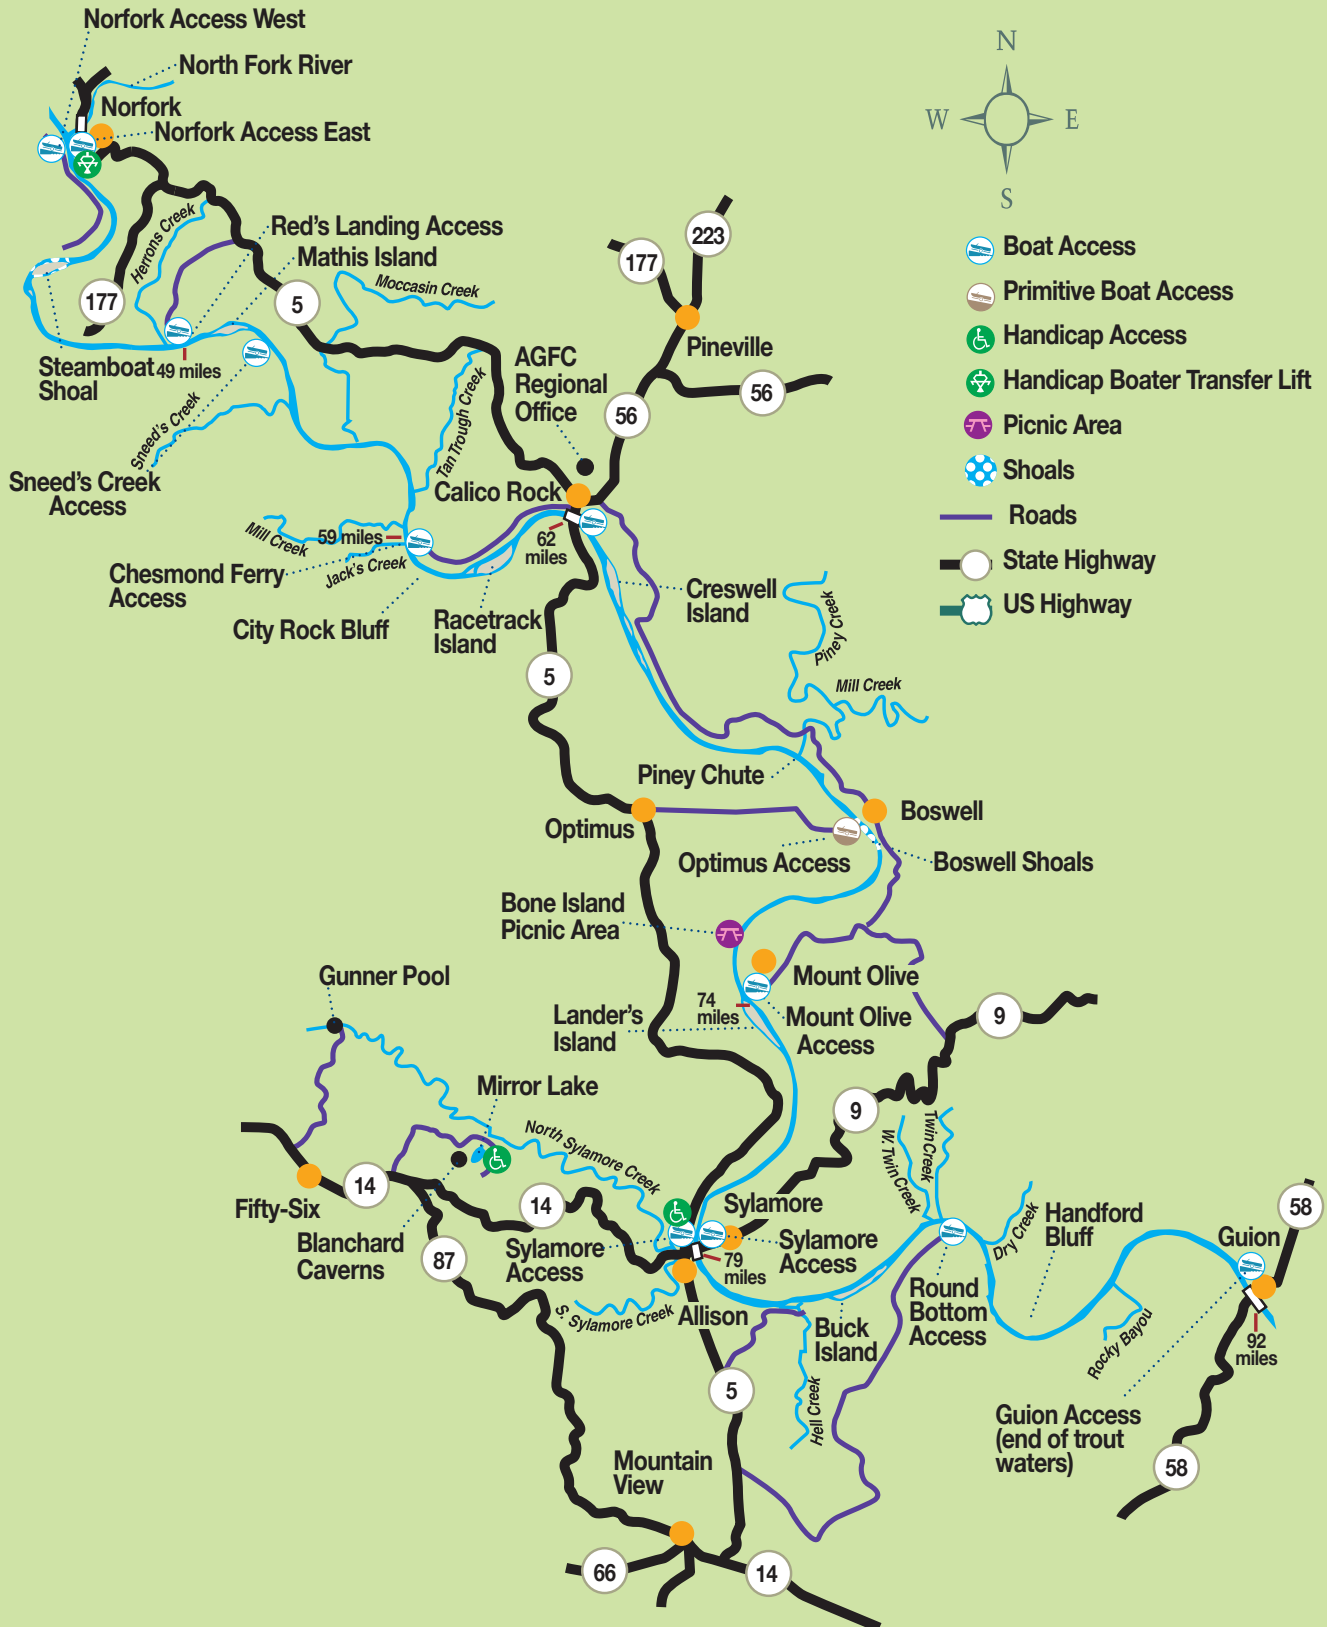 Norfork Access West
North Fork River
Norfork
Norfork Access East
N
W
E
S
Herrons Creek
Red's Landing Access
Mathis Island
Moccasin Creek
177
5
177
223
Boat Access
Primitive Boat Access
Handicap Access
Handicap Boater Transfer Lift
Picnic Area
Shoals
Roads
State Highway
US Highway
Steamboat
Shoal
49 miles
AGFC
Regional
Office
Pineville
56
56
Sneed's Creek
Tan Trough Creek
Sneed's Creek
Access
Calico Rock
Mill Creek
59 miles
Jack's Creek
62
miles
Chesmond Ferry
Access
City Rock Bluff
Racetrack
Island
Creswell
Island
Piney Creek
Mill Creek
5
Piney Chute
Optimus
Boswell
Optimus Access
Boswell Shoals
Bone Island
Picnic Area
Gunner Pool
Mount Olive
74
miles
Lander's
Island
Mount Olive
Access
9
9
Mirror Lake
North Sylamore Creek
W. Twin Creek
Twin Creek
Dry Creek
14
Fifty-Six
14
Blanchard
Caverns
87
Sylamore
Sylamore
Access
Sylamore
Access
79
miles
Handford
Bluff
Guion
58
S. Sylamore Creek
Allison
Buck
Island
Round
Bottom
Access
Rocky Bayou
92
miles
5
Hell Creek
Guion Access
(end of trout
waters)
58
Mountain
View
66
14